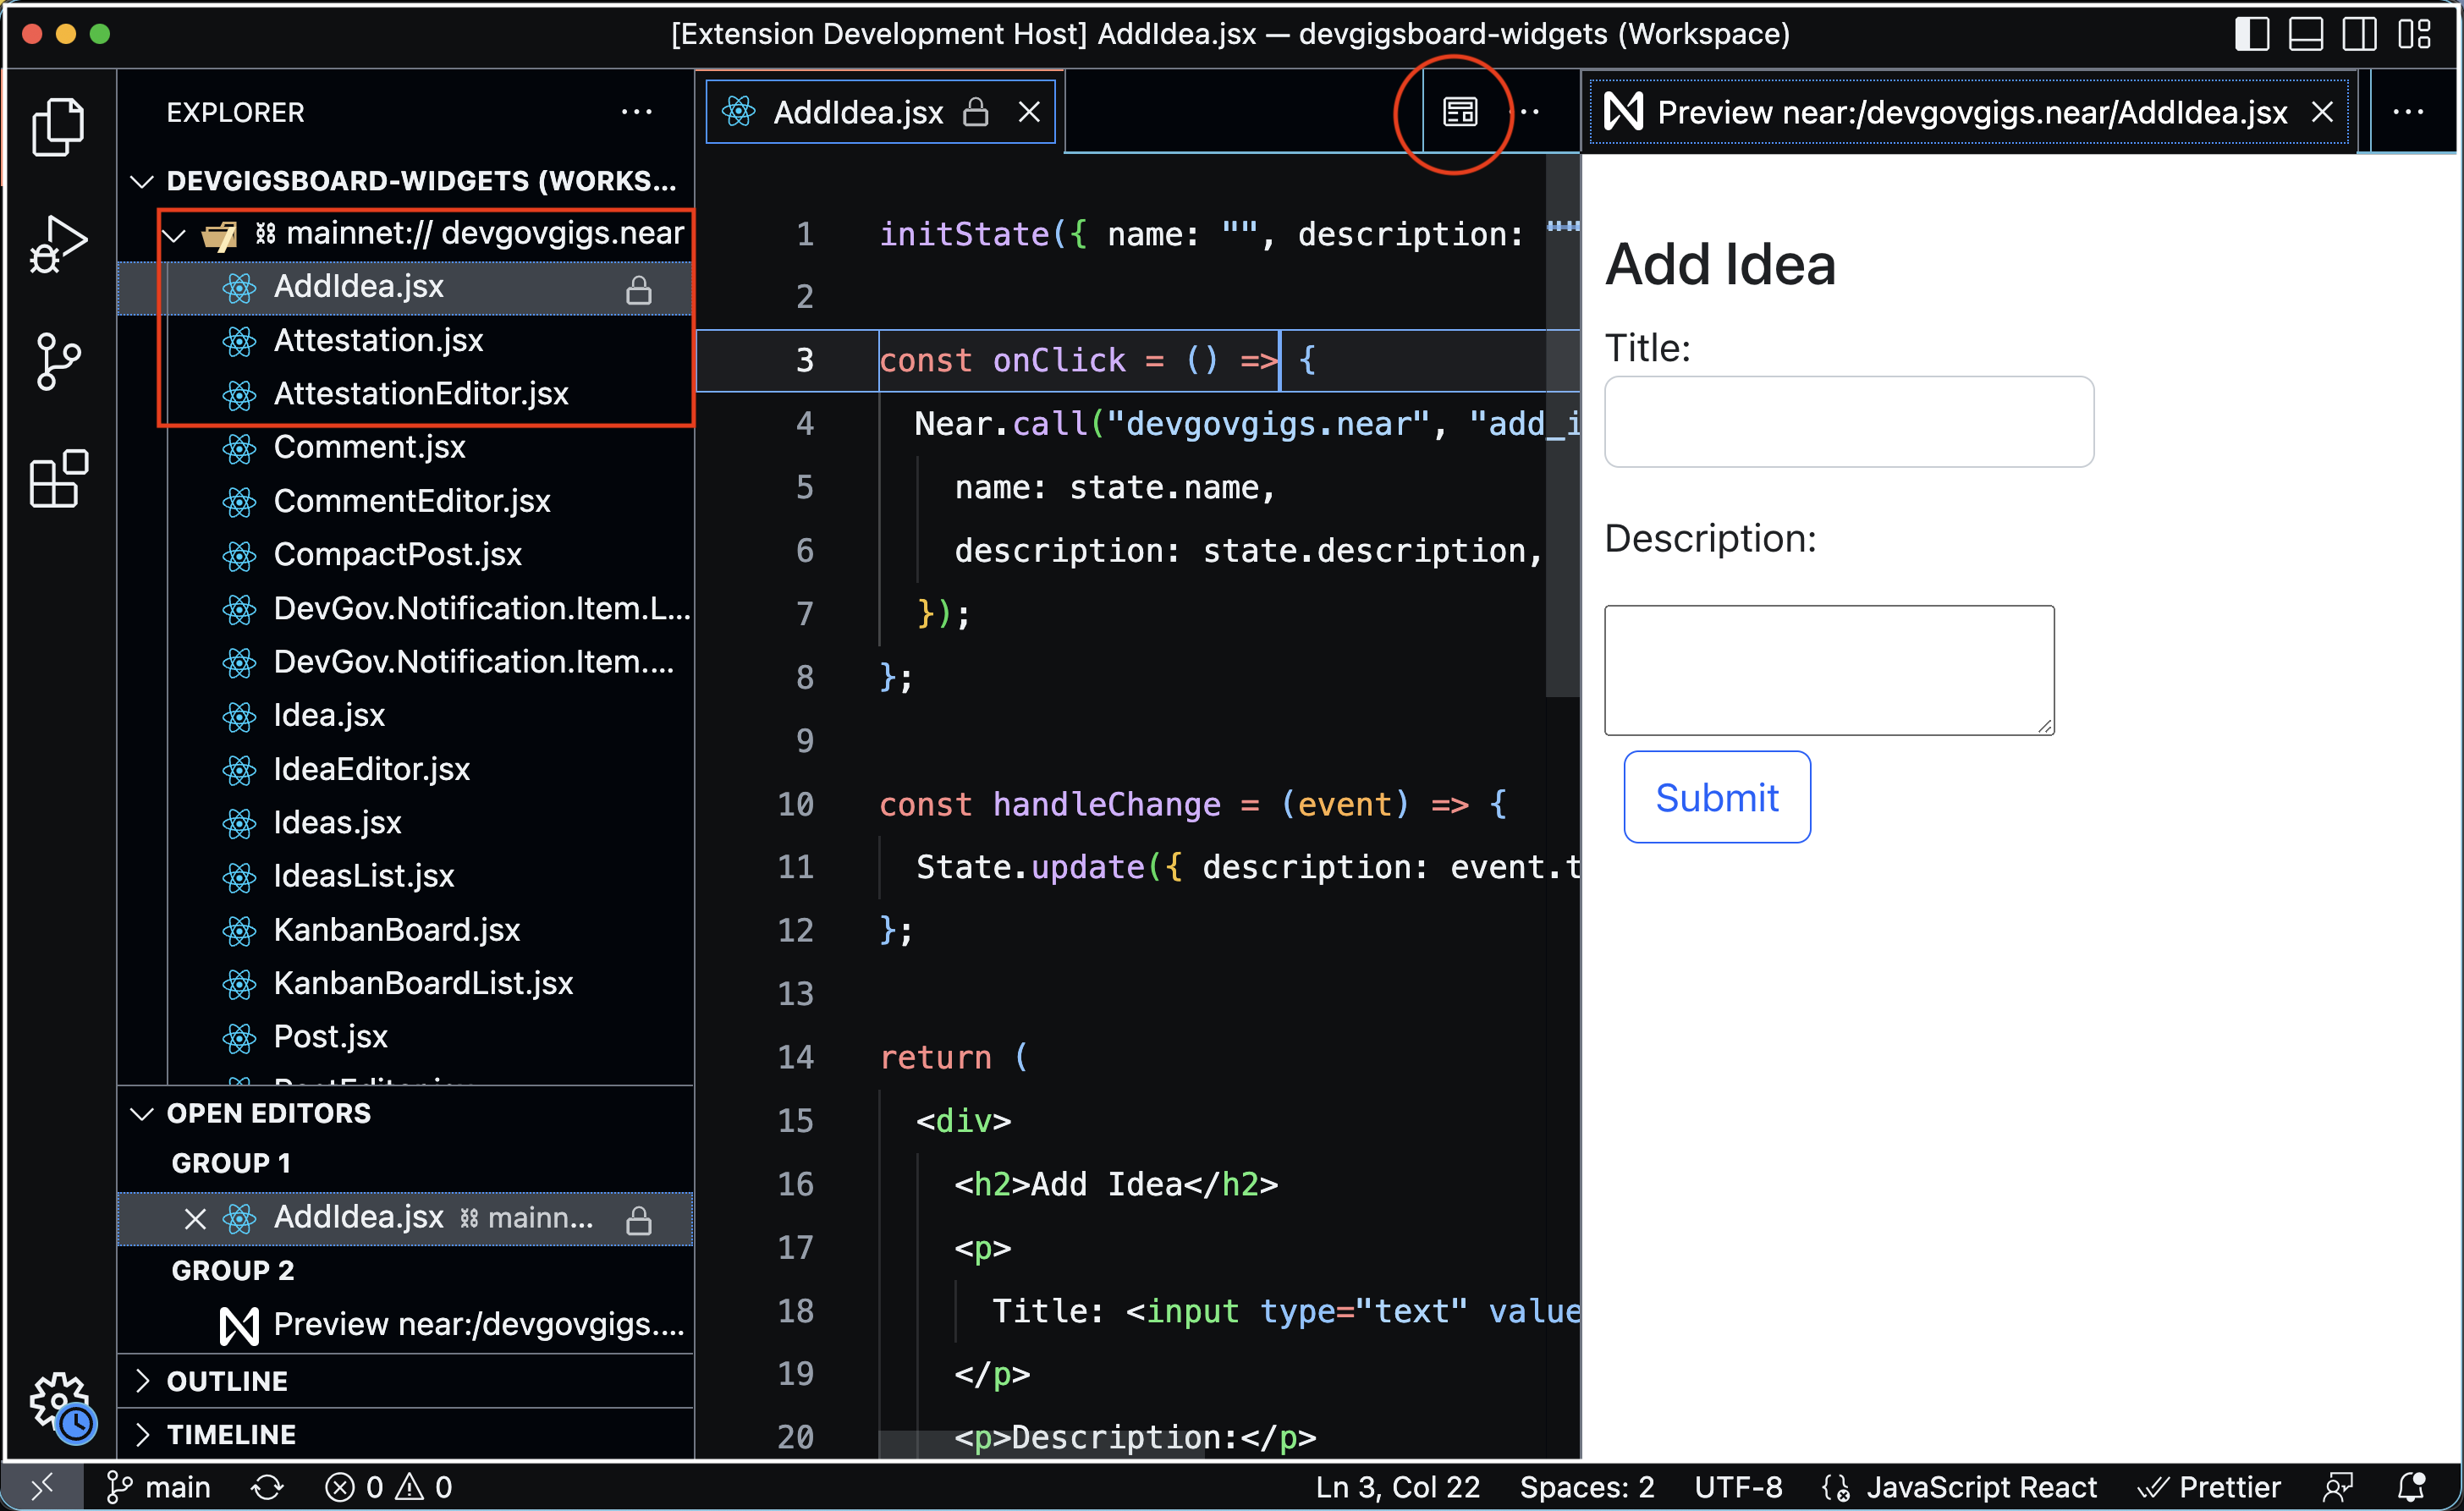 [Extension Development Host] AddIdea.jsx — devgigsboard-widgets (Workspace)
EXPLORER
DEVGIGSBOARD-WIDGETS (WORKS...
mainnet:// devgovgigs.near
AddIdea.jsx
Attestation.jsx
AttestationEditor.jsx
Comment.jsx
CommentEditor.jsx
CompactPost.jsx
DevGov.Notification.Item.L...
DevGov.Notification.Item....
Idea.jsx
IdeaEditor.jsx
Ideas.jsx
IdeasList.jsx
KanbanBoard.jsx
KanbanBoardList.jsx
Post.jsx
OPEN EDITORS
GROUP 1
AddIdea.jsx mainn...
GROUP 2
Preview near:/devgovgigs....
OUTLINE
TIMELINE
AddIdea.jsx
1 initState({ name: "", description: ""
2
3 const onClick = () => {
4 Near.call("devgovgigs.near", "add_i
5 name: state.name,
6 description: state.description,
7 });
8 };
9
10 const handleChange = (event) => {
11 State.update({ description: event.t
12 };
13
14 return (
15 <div>
16 <h2>Add Idea</h2>
17 <p>
18 Title: <input type="text" value
19 </p>
20 <p>Description:</p>
Preview near:/devgovgigs.near/AddIdea.jsx
Add Idea
Title:
Description:
Submit
main 0 0 Ln 3, Col 22 Spaces: 2 UTF-8 JavaScript React Prettier